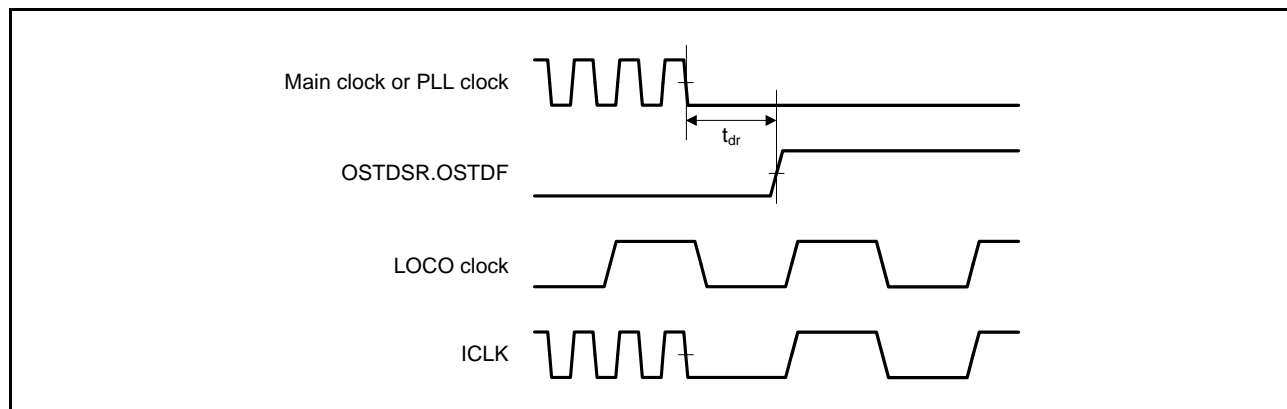 Main clock or PLL clock
tdr
OSTDSR.OSTDF
LOCO clock
ICLK